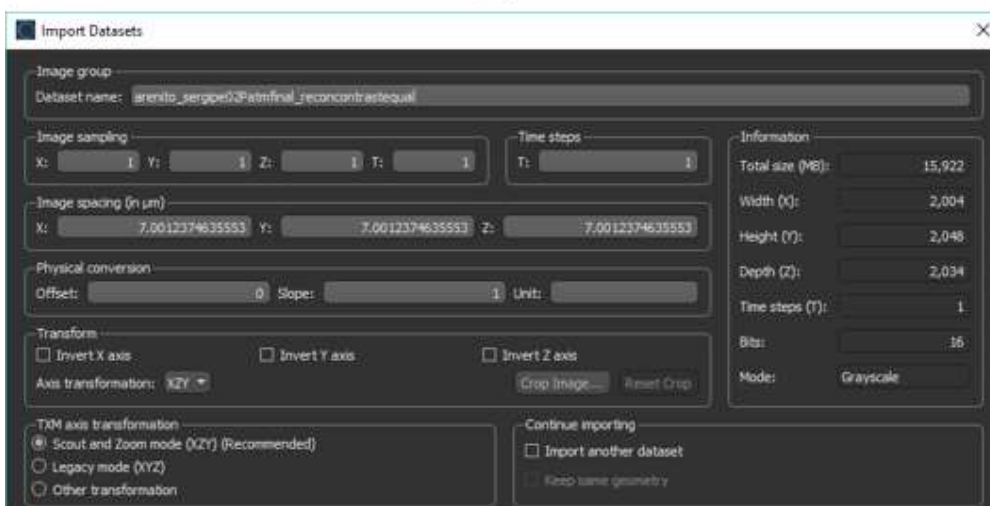 Import Datasets
Image group
Dataset name: arenito_sergipe02Patmfinal_reconcontrastequal
Image sampling
X: 1 Y: 1 Z: 1 T: 1
Time steps
T: 1
Image spacing (in µm)
X: 7.0012374635553 Y: 7.0012374635553 Z: 7.0012374635553
Physical conversion
Offset: 0 Slope: 1 Unit:
Transform
Invert X axis Invert Y axis Invert Z axis
Axis transformation: XZY Crop Image... Reset Crop
Information
Total size (MB): 15,922
Width (X): 2,004
Height (Y): 2,048
Depth (Z): 2,034
Time steps (T): 1
Bits: 16
Mode: Grayscale
TXM axis transformation
Scout and Zoom mode (XZY) (Recommended)
Legacy mode (XYZ)
Other transformation
Continue importing
Import another dataset
Keep same geometry